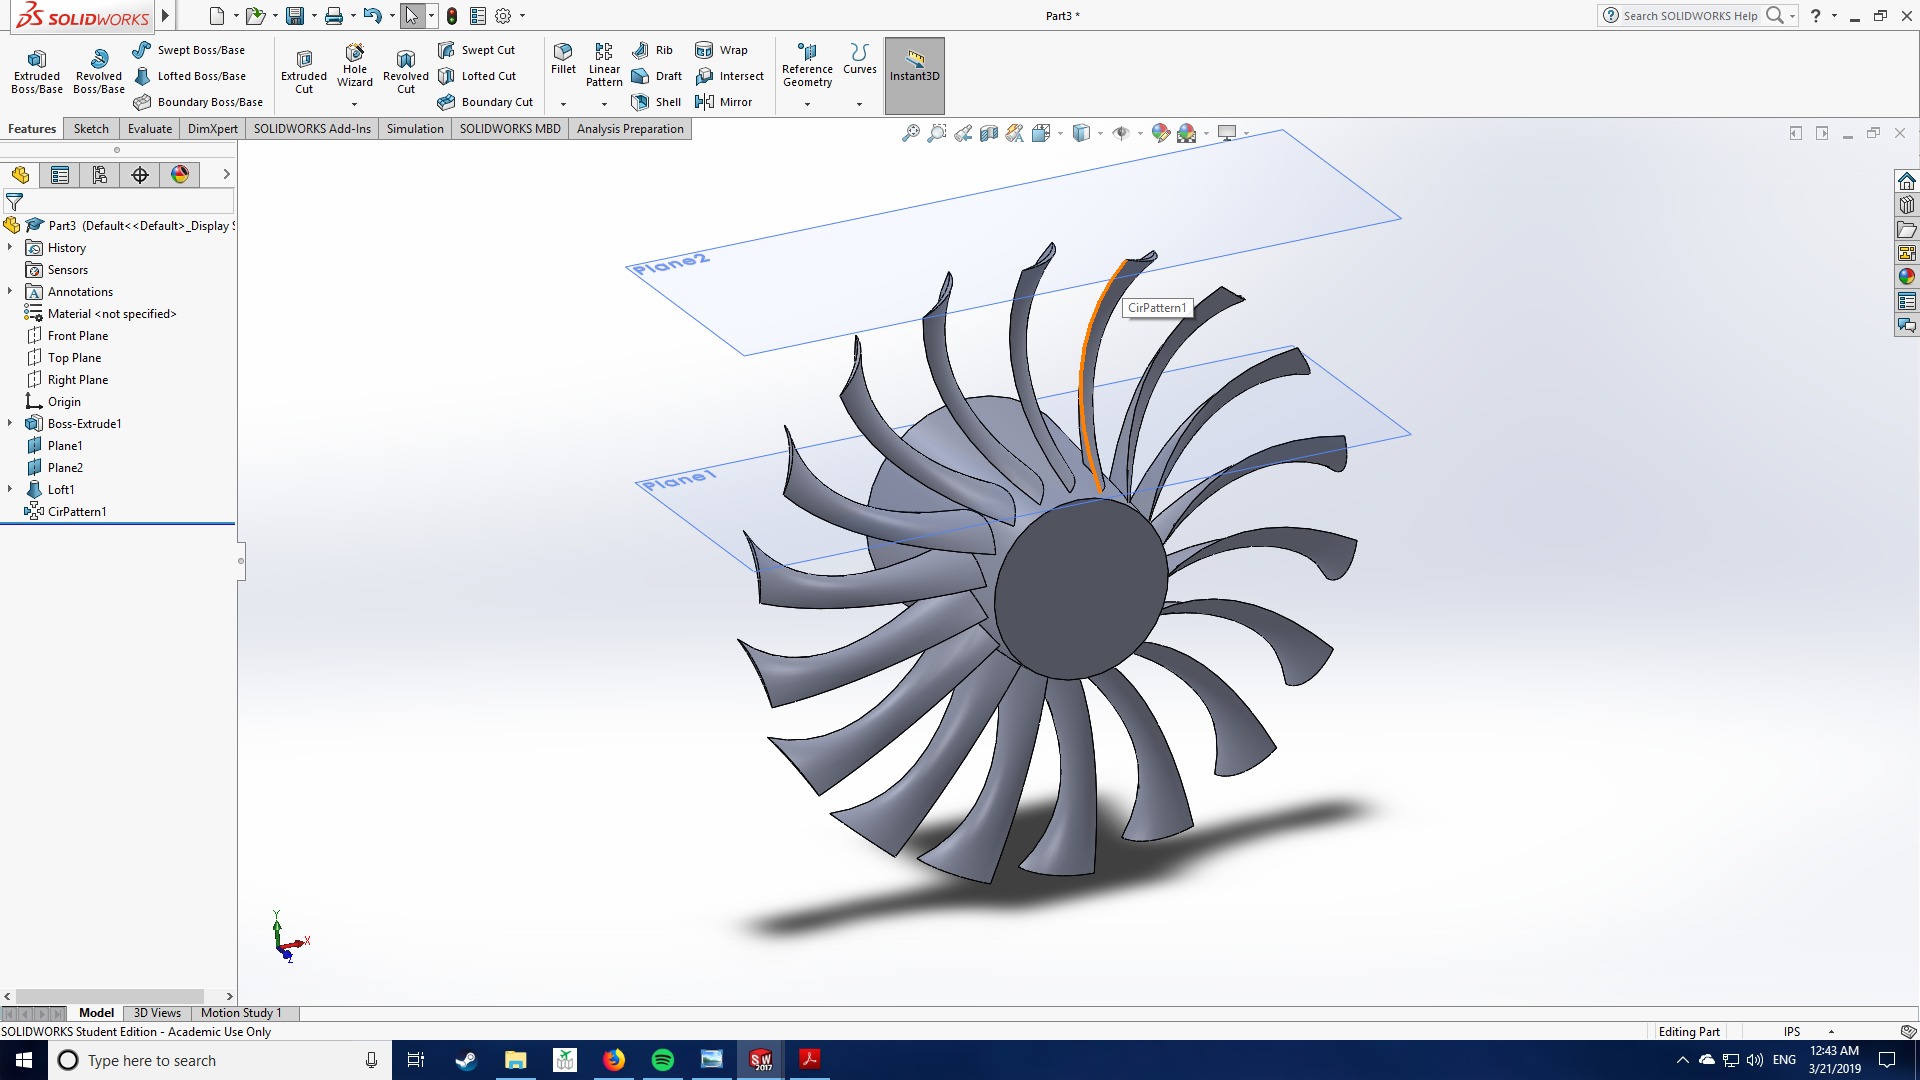 SOLIDWORKS
Part3 *
Search SOLIDWORKS Help
Extruded Boss/Base
Revolved Boss/Base
Swept Boss/Base
Lofted Boss/Base
Boundary Boss/Base
Extruded Cut
Hole Wizard
Revolved Cut
Swept Cut
Lofted Cut
Boundary Cut
Fillet
Linear Pattern
Rib
Draft
Shell
Wrap
Intersect
Mirror
Reference Geometry
Curves
Instant3D
Features
Sketch
Evaluate
DimXpert
SOLIDWORKS Add-Ins
Simulation
SOLIDWORKS MBD
Analysis Preparation
Part3 (Default<<Default>_Display S
History
Sensors
Annotations
Material <not specified>
Front Plane
Top Plane
Right Plane
Origin
Boss-Extrude1
Plane1
Plane2
Loft1
CirPattern1
Plane2
CirPattern1
Plane1
Y
X
Z
Model
3D Views
Motion Study 1
SOLIDWORKS Student Edition - Academic Use Only
Editing Part
IPS
Type here to search
SW
2017
ENG
12:43 AM
3/21/2019